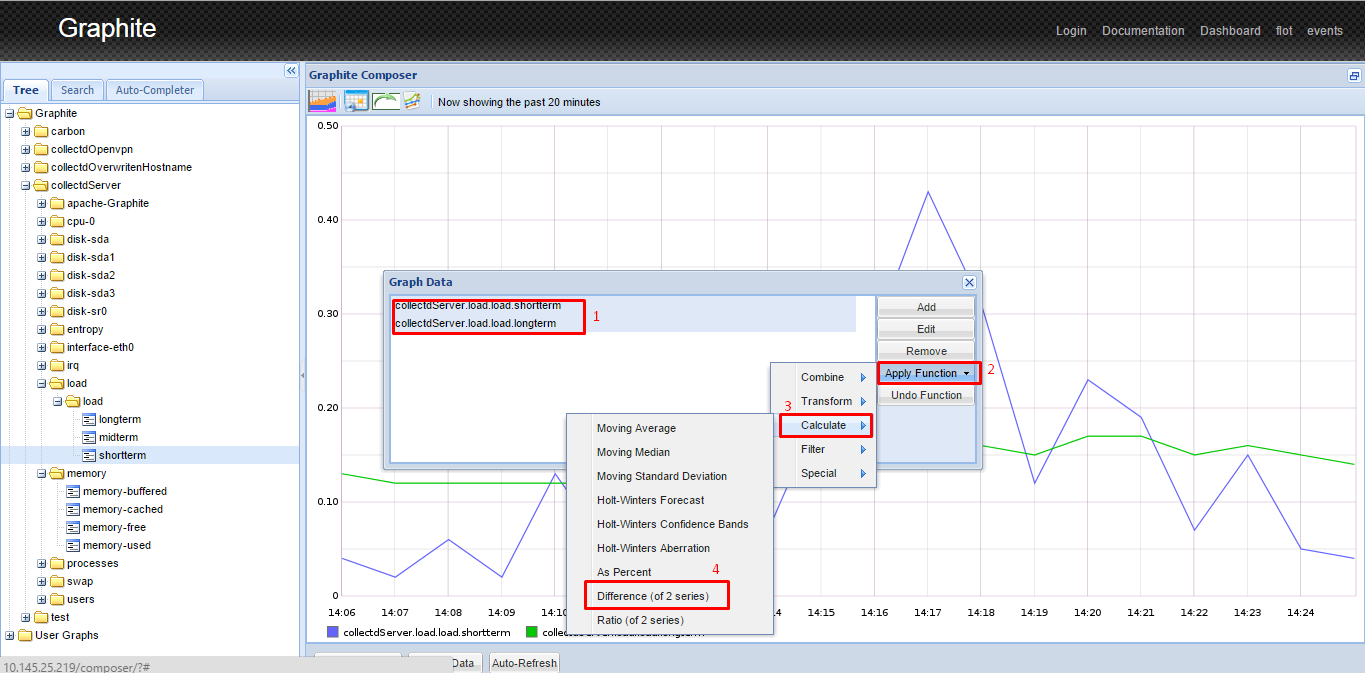 Graphite
Login Documentation Dashboard flot events
Tree Search Auto-Completer
Graphite
carbon
collectdOpenvpn
collectdOverwritenHostname
collectdServer
apache-Graphite
cpu-0
disk-sda
disk-sda1
disk-sda2
disk-sda3
disk-sr0
entropy
interface-eth0
irq
load
load
longterm
midterm
shortterm
memory
memory-buffered
memory-cached
memory-free
memory-used
processes
swap
users
test
User Graphs
10.145.25.219/composer/?#
Graphite Composer
Now showing the past 20 minutes
0.50
0.40
0.30
0.20
0.10
0
Graph Data
collectdServer.load.load.shortterm
collectdServer.load.load.longterm
1
Add
Edit
Remove
Apply Function
2
Undo Function
Combine
Transform
3
Calculate
Filter
Special
Moving Average
Moving Median
Moving Standard Deviation
Holt-Winters Forecast
Holt-Winters Confidence Bands
Holt-Winters Aberration
As Percent
4
Difference (of 2 series)
Ratio (of 2 series)
14:06 14:07 14:08 14:09 14:10 14:15 14:16 14:17 14:18 14:19 14:20 14:21 14:22 14:23 14:24
collectdServer.load.load.shortterm
Data Auto-Refresh